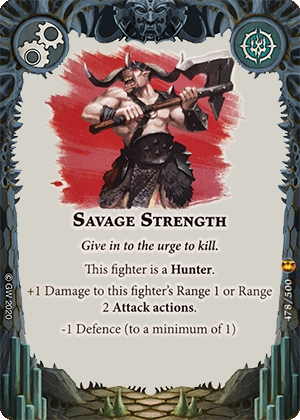 SAVAGE STRENGTH
Give in to the urge to kill.
This fighter is a Hunter.
+1 Damage to this fighter's Range 1 or Range
2 Attack actions.
-1 Defence (to a minimum of 1)
© GW 2020
478/500